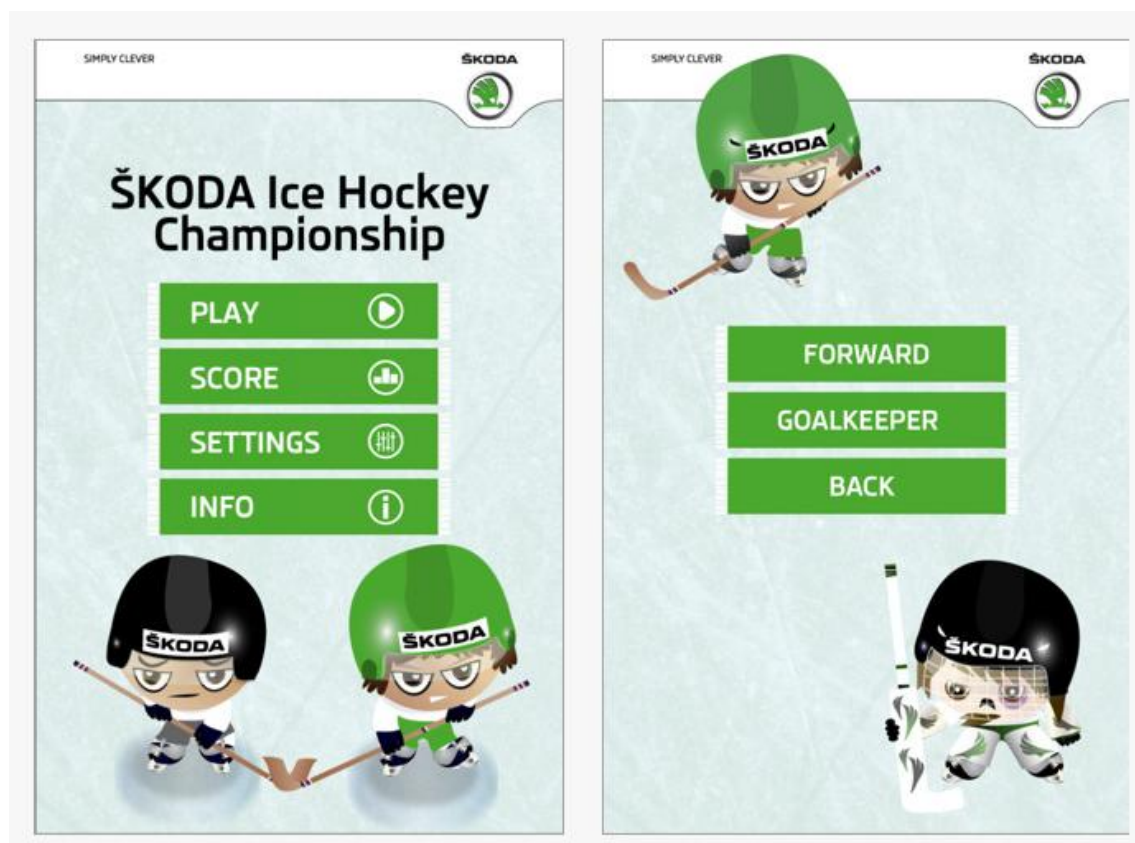 SIMPLY CLEVER
ŠKODA
ŠKODA Ice Hockey
Championship
PLAY
SCORE
SETTINGS
INFO
ŠKODA
ŠKODA
SIMPLY CLEVER
ŠKODA
ŠKODA
FORWARD
GOALKEEPER
BACK
ŠKODA